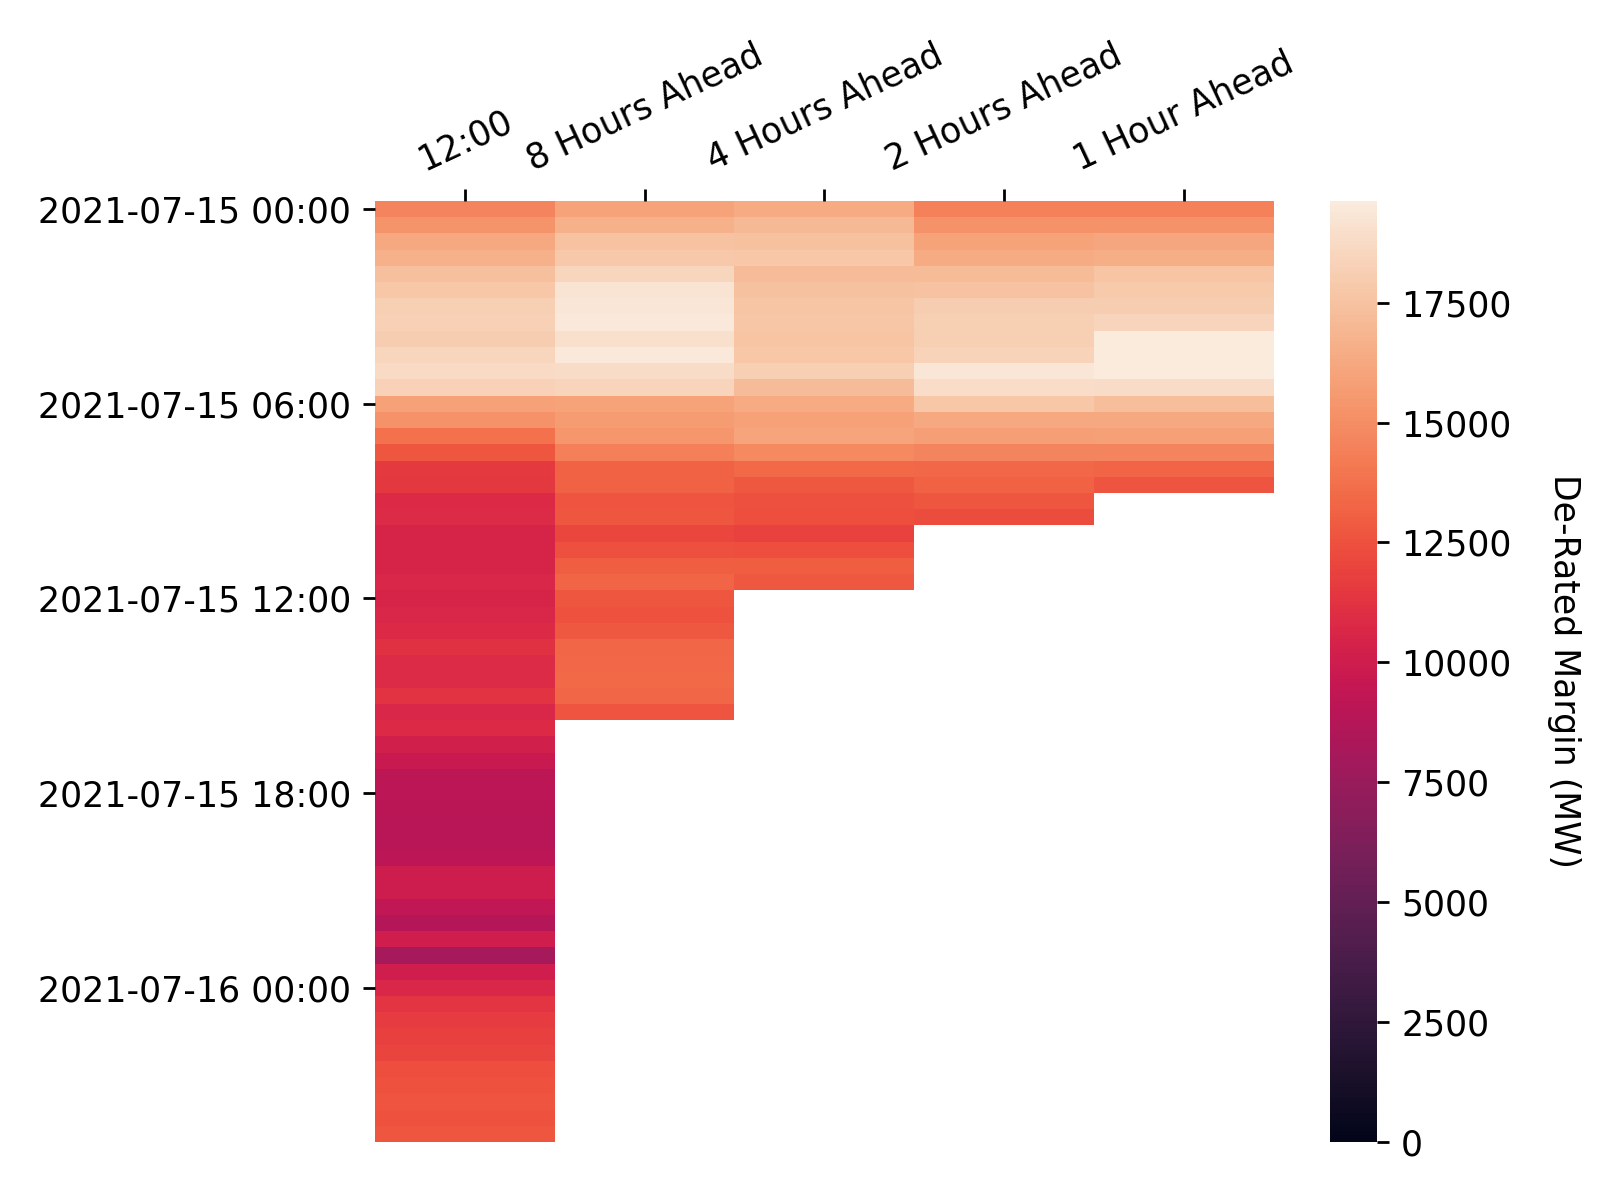 12:00
8 Hours Ahead
4 Hours Ahead
2 Hours Ahead
1 Hour Ahead
2021-07-15 00:00
2021-07-15 06:00
2021-07-15 12:00
2021-07-15 18:00
2021-07-16 00:00
17500
15000
12500
10000
7500
5000
2500
0
De-Rated Margin (MW)